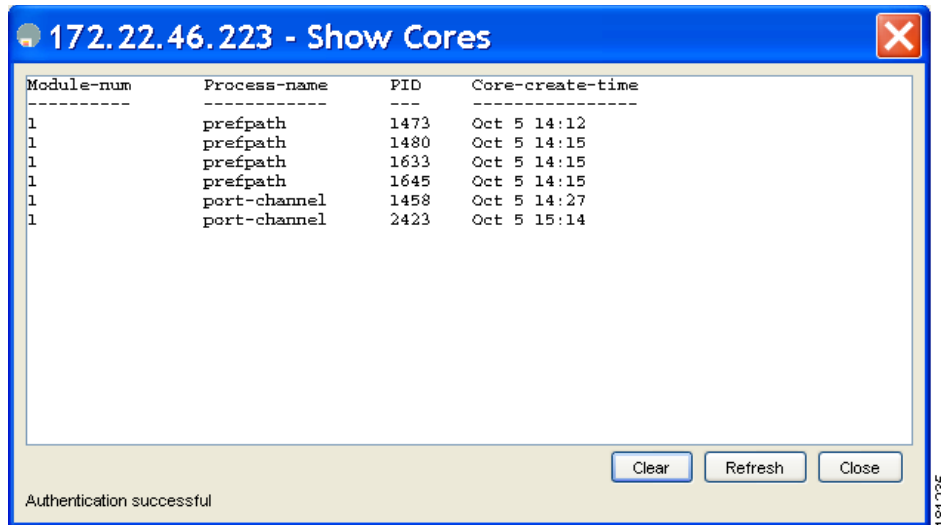 172.22.46.223 - Show Cores
Module-num Process-name PID Core-create-time
---------- ------------ --- ----------------
1 prefpath 1473 Oct 5 14:12
1 prefpath 1480 Oct 5 14:15
1 prefpath 1633 Oct 5 14:15
1 prefpath 1645 Oct 5 14:15
1 port-channel 1458 Oct 5 14:27
1 port-channel 2423 Oct 5 15:14
Clear Refresh Close
Authentication successful